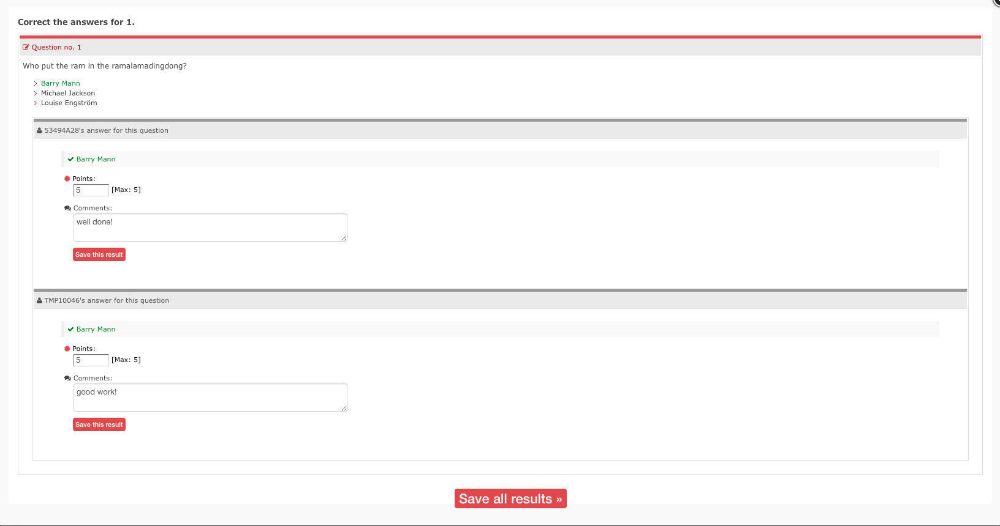 Correct the answers for 1.
Question no. 1
Who put the ram in the ramalamadingdong?
Barry Mann
Michael Jackson
Louise Engström
53494A28's answer for this question
Barry Mann
Points:
5 [Max: 5]
Comments:
well done!
Save this result
TMP10046's answer for this question
Barry Mann
Points:
5 [Max: 5]
Comments:
good work!
Save this result
Save all results »